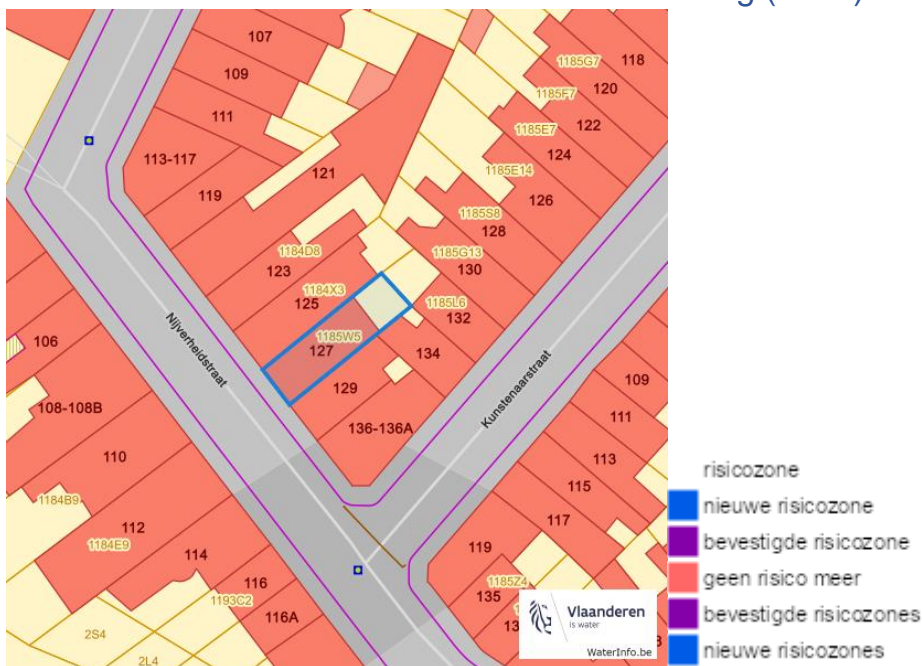 g (
107
109
111
113-117
119
121
1184D8
123
1184X3
125
1185W5
127
129
136-136A
134
1185L6
132
1185G13
130
128
1185S8
126
1185E14
124
1185E7
122
1185F7
120
1185G7
118
Nijverheidstraat
Kunstenaarstraat
106
108-108B
110
1184B9
112
1184E9
114
1193C2
116
116A
2S4
2L4
109
111
113
115
117
119
1185Z4
135
Vlaanderen
is water
WaterInfo.be
risicozone
nieuwe risicozone
bevestigde risicozone
geen risico meer
bevestigde risicozones
nieuwe risicozones